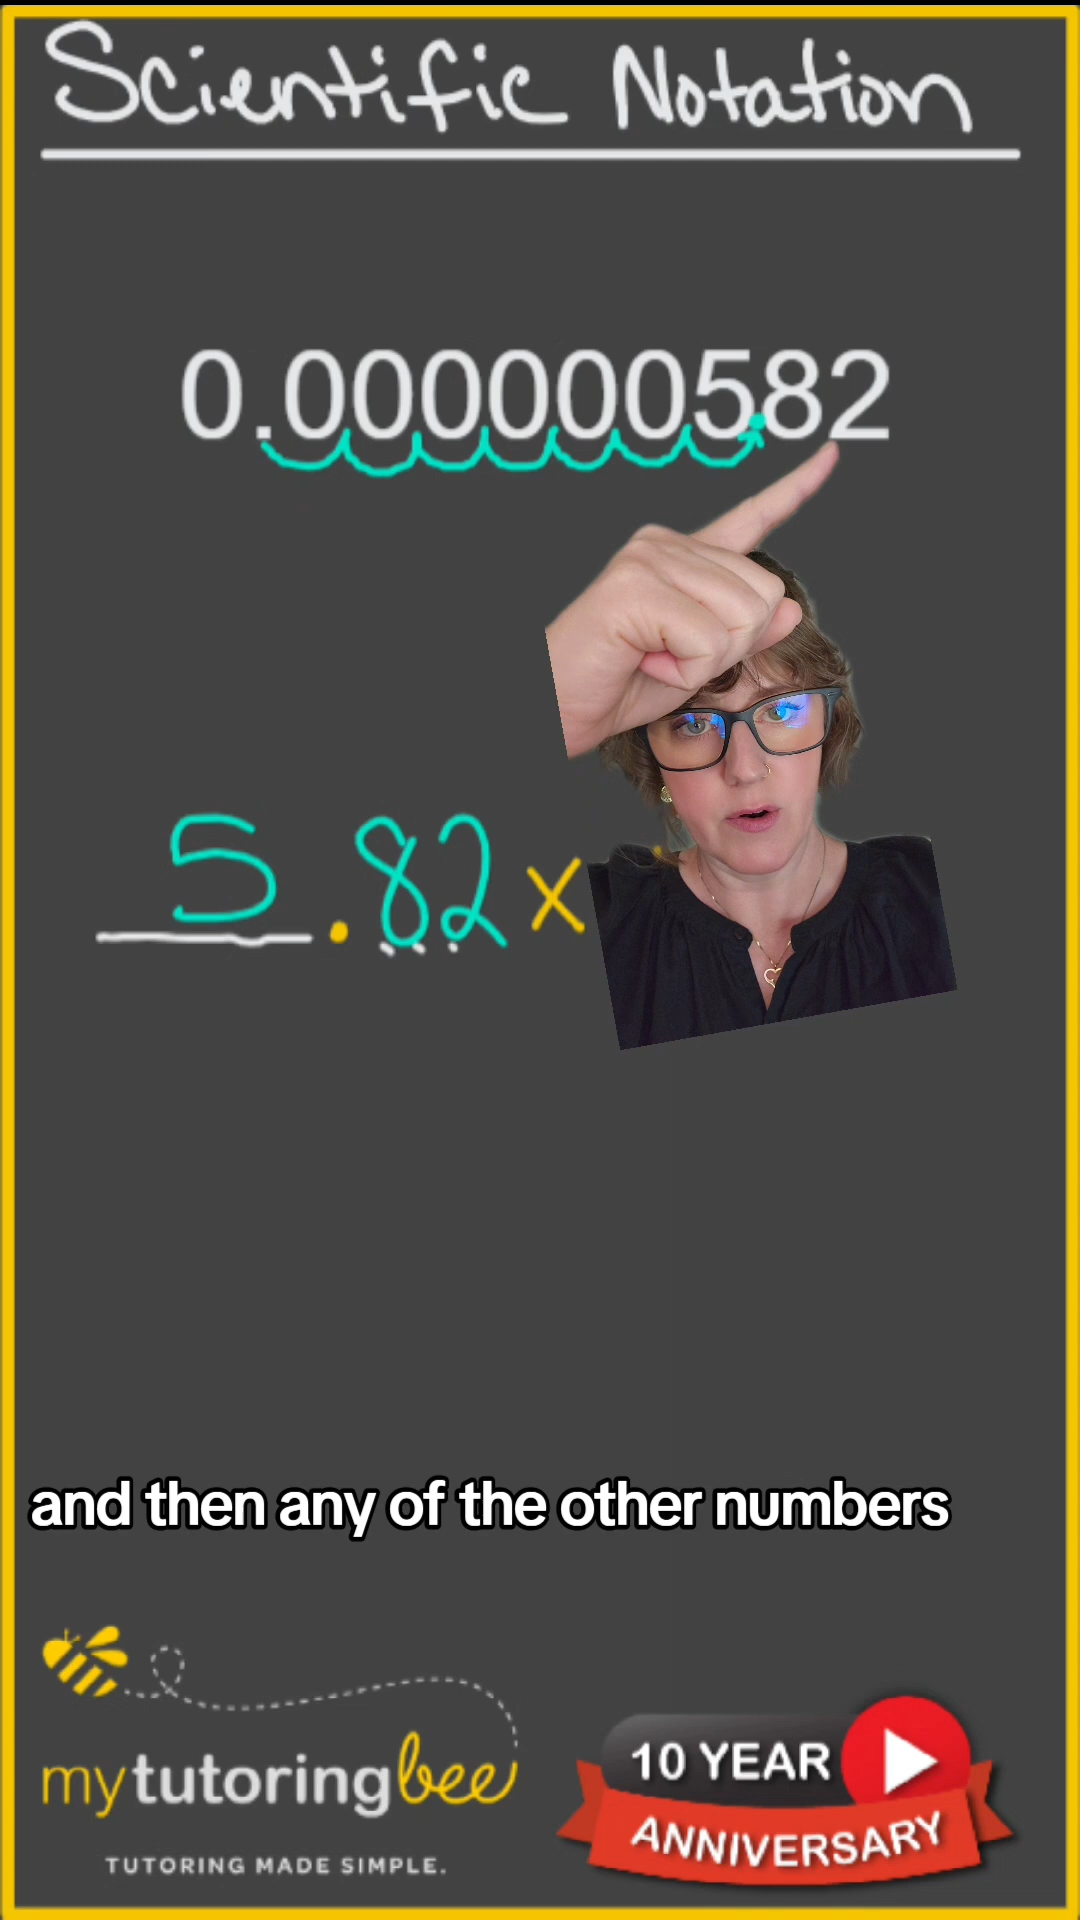 Scientific Notation
0.000000582
5.82 x
and then any of the other numbers
mytutoringbee
TUTORING MADE SIMPLE.
10 YEAR
ANNIVERSARY